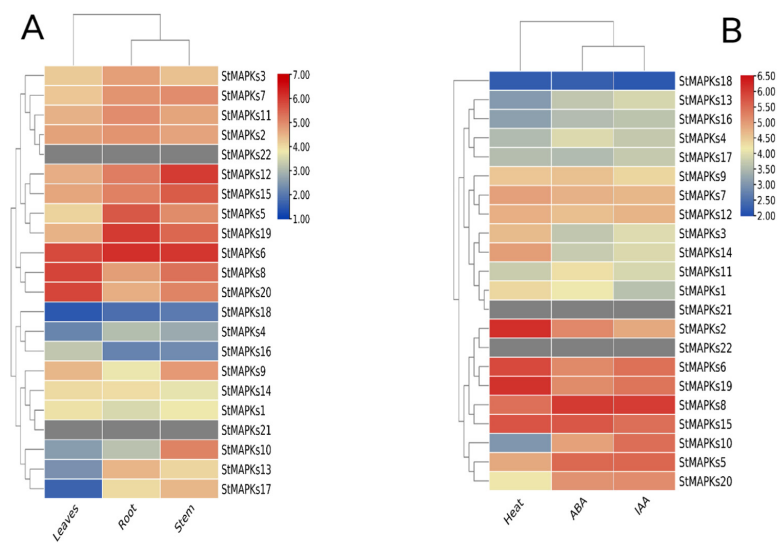 A
StMAPKs3
StMAPKs7
StMAPKs11
StMAPKs2
StMAPKs22
StMAPKs12
StMAPKs15
StMAPKs5
StMAPKs19
StMAPKs6
StMAPKs8
StMAPKs20
StMAPKs18
StMAPKs4
StMAPKs16
StMAPKs9
StMAPKs14
StMAPKs1
StMAPKs21
StMAPKs10
StMAPKs13
StMAPKs17
Leaves
Root
Stem
7.00
6.00
5.00
4.00
3.00
2.00
1.00
B
StMAPKs18
StMAPKs13
StMAPKs16
StMAPKs4
StMAPKs17
StMAPKs9
StMAPKs7
StMAPKs12
StMAPKs3
StMAPKs14
StMAPKs11
StMAPKs1
StMAPKs21
StMAPKs2
StMAPKs22
StMAPKs6
StMAPKs19
StMAPKs8
StMAPKs15
StMAPKs10
StMAPKs5
StMAPKs20
Heat
ABA
IAA
6.50
6.00
5.50
5.00
4.50
4.00
3.50
3.00
2.50
2.00